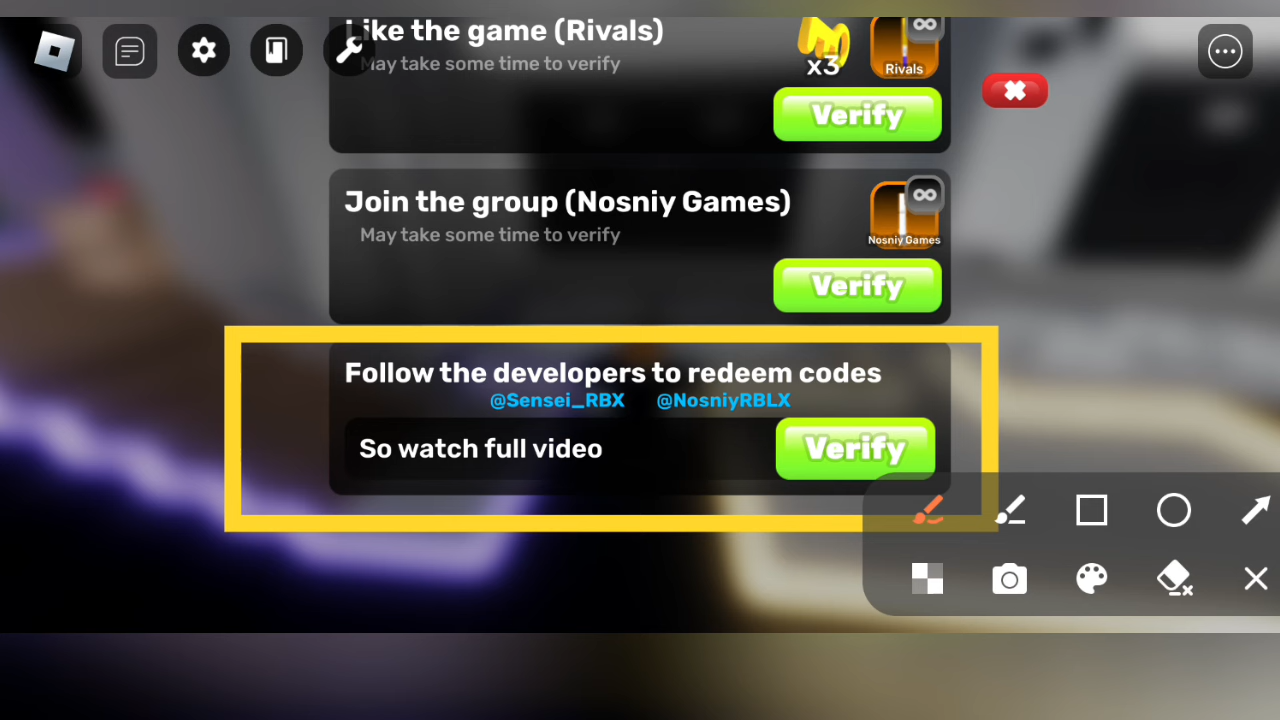 Like the game (Rivals)
May take some time to verify
x3
∞
Rivals
Verify
Join the group (Nosniy Games)
May take some time to verify
∞
Nosniy Games
Verify
Follow the developers to redeem codes
@Sensei_RBX @NosniyRBLX
So watch full video
Verify